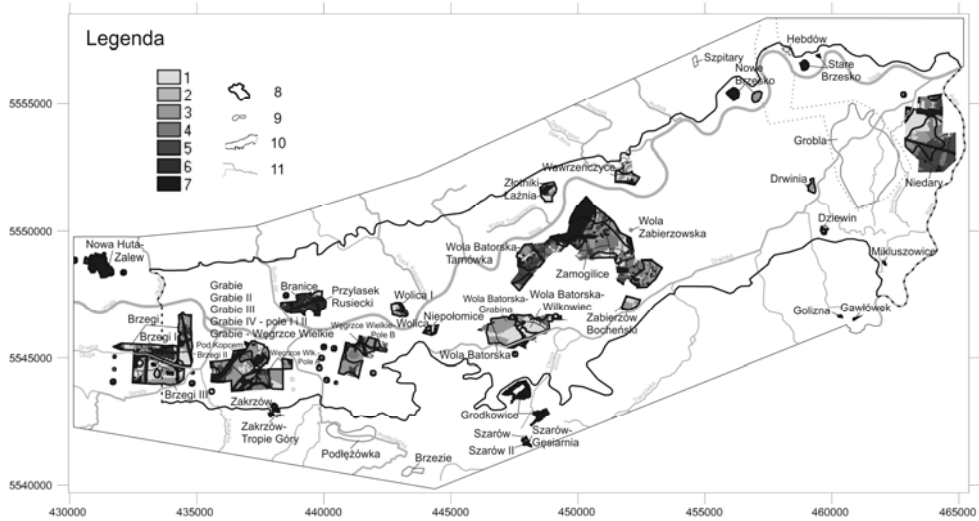 Legenda
1
2
3
4
5
6
7
8
9
10
11
5555000
5550000
5545000
5540000
430000
435000
440000
445000
450000
455000
460000
465000
Hebdów
Szpitary
Nowe
Brzesko
Stare
Brzesko
Grobla
Niedary
Wawrzeńczyce
Złotniki
Łaźnia
Drwinia
Dziewin
Wola
Zabierzowska
Nowa Huta-
Zalew
Wola Batorska-
Tarnówka
Zamogilice
Mikluszowice
Grabie
Grabie II
Grabie III
Grabie IV - pole I i II
Grabie - Węgrzce Wielkie
Branice
Przylasek
Rusiecki
Wolica I
Wolica
Niepołomice
Wola Batorska-
Grabina
Wola Batorska-
Wilkowiec
Zabierzów
Bocheński
Golizna
Gawłówek
Brzegi
Brzegi I
Pod Kopcem
Brzegi II
Węgrzce Wlk.
Pole A
Węgrzce Wielkie
Pole B
Wola Batorska
Brzegi III
Zakrzów
Zakrzów-
Tropie Góry
Grodkowice
Szarów
Szarów II
Szarów-
Gęsiarnia
Podłężówka
Brzezie